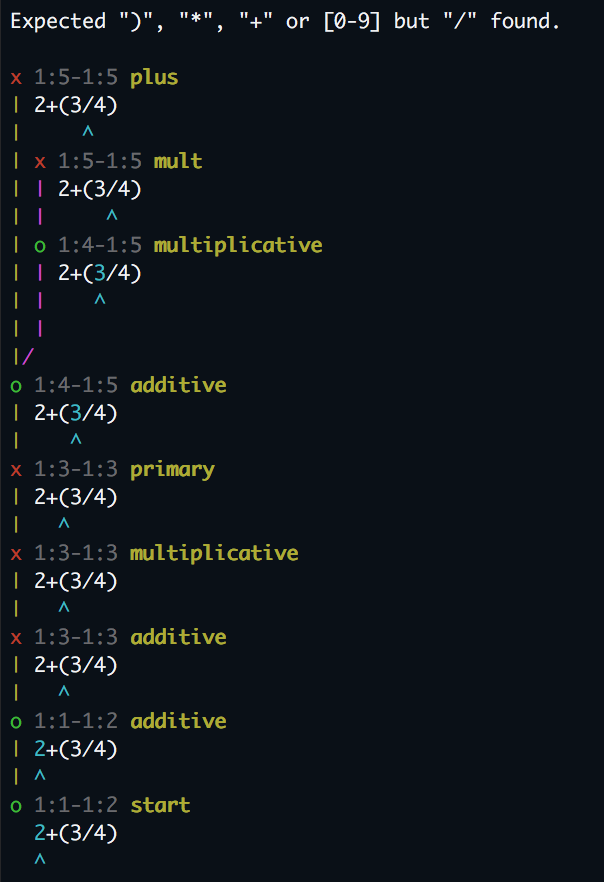 Expected ")", "*", "+" or [0-9] but "/" found.

x 1:5-1:5 plus
| 2+(3/4)
|     ^
| x 1:5-1:5 mult
| | 2+(3/4)
| |     ^
| o 1:4-1:5 multiplicative
| | 2+(3/4)
| |    ^
| |
|/
o 1:4-1:5 additive
| 2+(3/4)
|    ^
x 1:3-1:3 primary
| 2+(3/4)
|   ^
x 1:3-1:3 multiplicative
| 2+(3/4)
|   ^
x 1:3-1:3 additive
| 2+(3/4)
|   ^
o 1:1-1:2 additive
| 2+(3/4)
| ^
o 1:1-1:2 start
  2+(3/4)
  ^